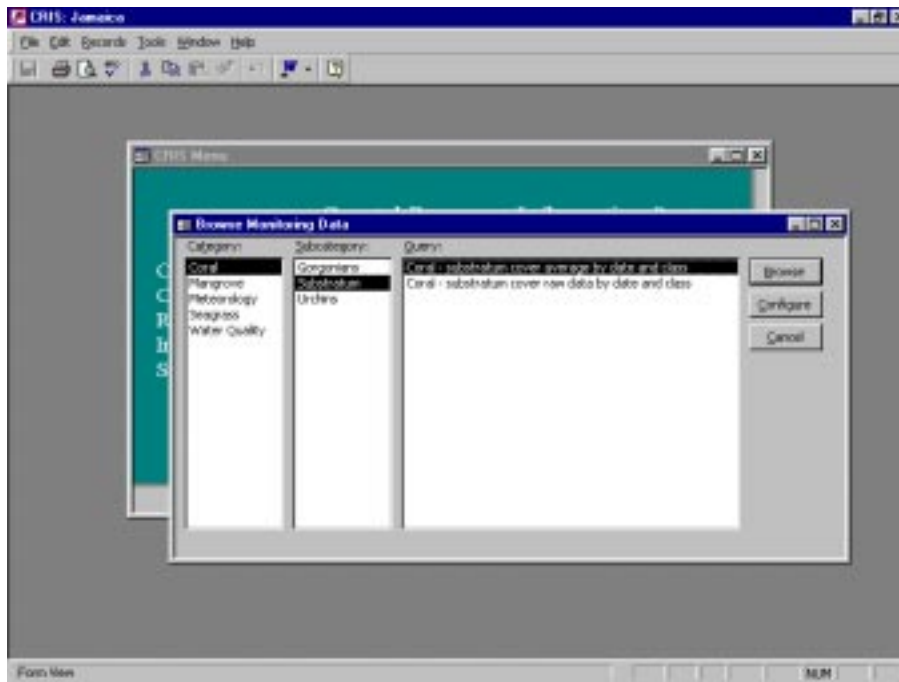 CRIS: Jamaica
File Edit Records Tools Window Help
CRIS Menu
Browse Monitoring Data
Category: Subcategory: Query:
Coral Gorgonians Coral - substratum cover average by date and class Browse
Mangrove Substratum Coral - substratum cover raw data by date and class
Meteorology Urchins Configure
Seagrass
Water Quality Cancel
C
C
R
In
S
Form View NUM